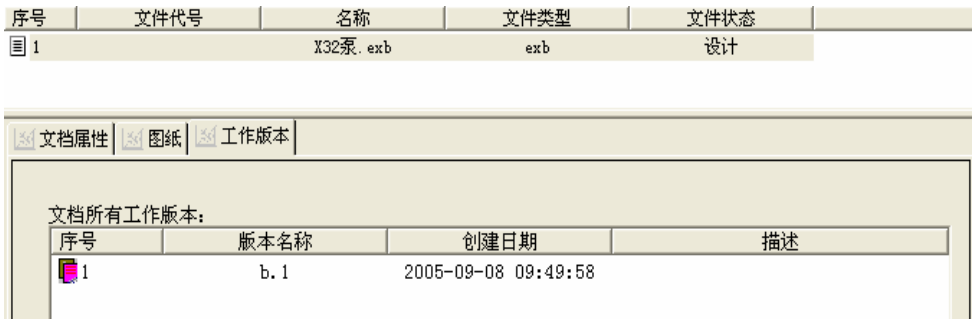 序号 文件代号 名称 文件类型 文件状态
1 X32泵.exb exb 设计
文档属性 图纸 工作版本
文档所有工作版本:
序号 版本名称 创建日期 描述
1 b.1 2005-09-08 09:49:58